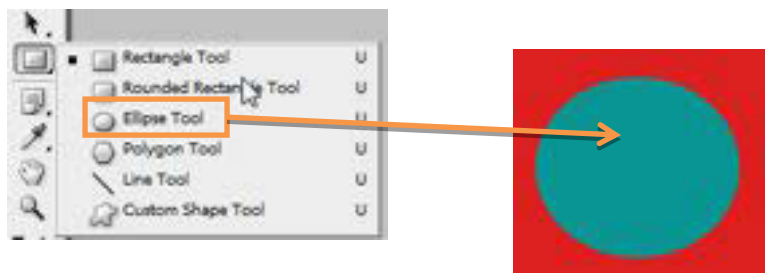 Rectangle Tool U
Rounded Rectangle Tool U
Ellipse Tool U
Polygon Tool U
Line Tool U
Custom Shape Tool U